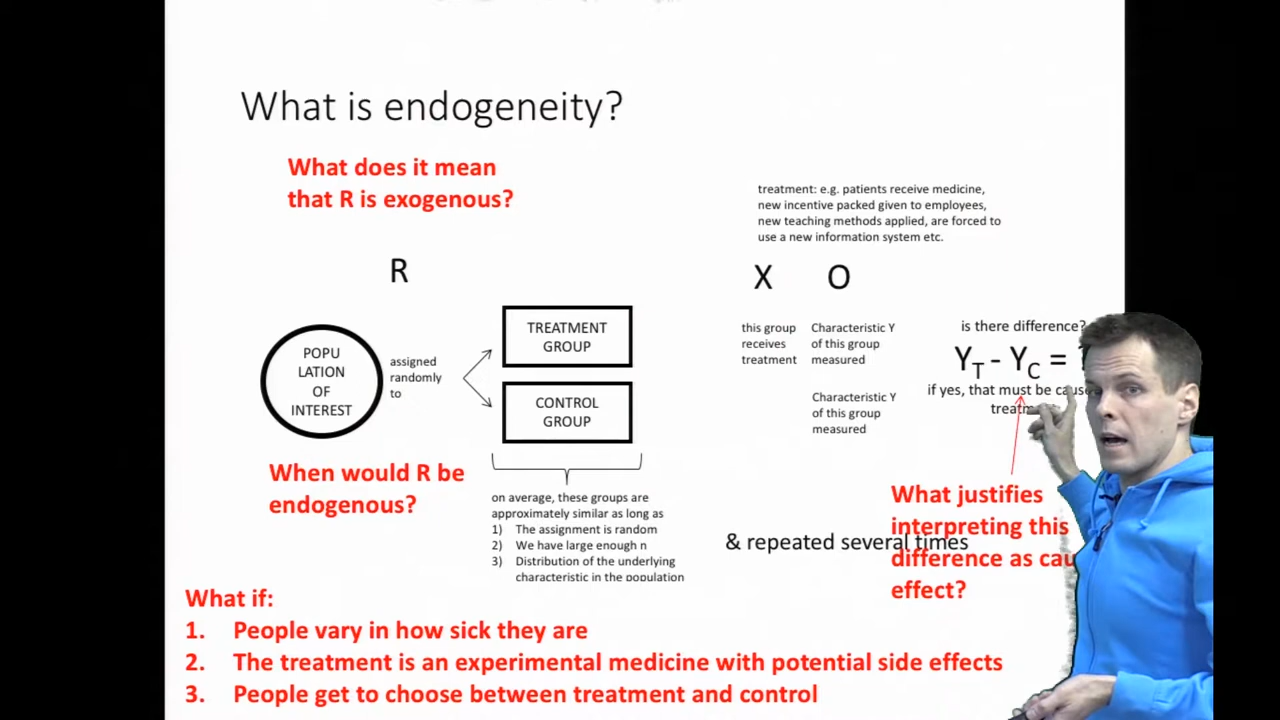 What is endogeneity?
What does it mean
that R is exogenous?
treatment: e.g. patients receive medicine,
new incentive packed given to employees,
new teaching methods applied, are forced to
use a new information system etc.
R
X O
POPU
LATION
OF
INTEREST
assigned
randomly
to
TREATMENT
GROUP
CONTROL
GROUP
this group
receives
treatment
Characteristic Y
of this group
measured
Characteristic Y
of this group
measured
is there difference?
YT - YC =
if yes, that must be
When would R be
endogenous?
on average, these groups are
approximately similar as long as
1) The assignment is random
2) We have large enough n
3) Distribution of the underlying
characteristic in the population
& repeated several times
What justifies
interpreting this
difference as
effect?
What if:
1. People vary in how sick they are
2. The treatment is an experimental medicine with potential side effects
3. People get to choose between treatment and control